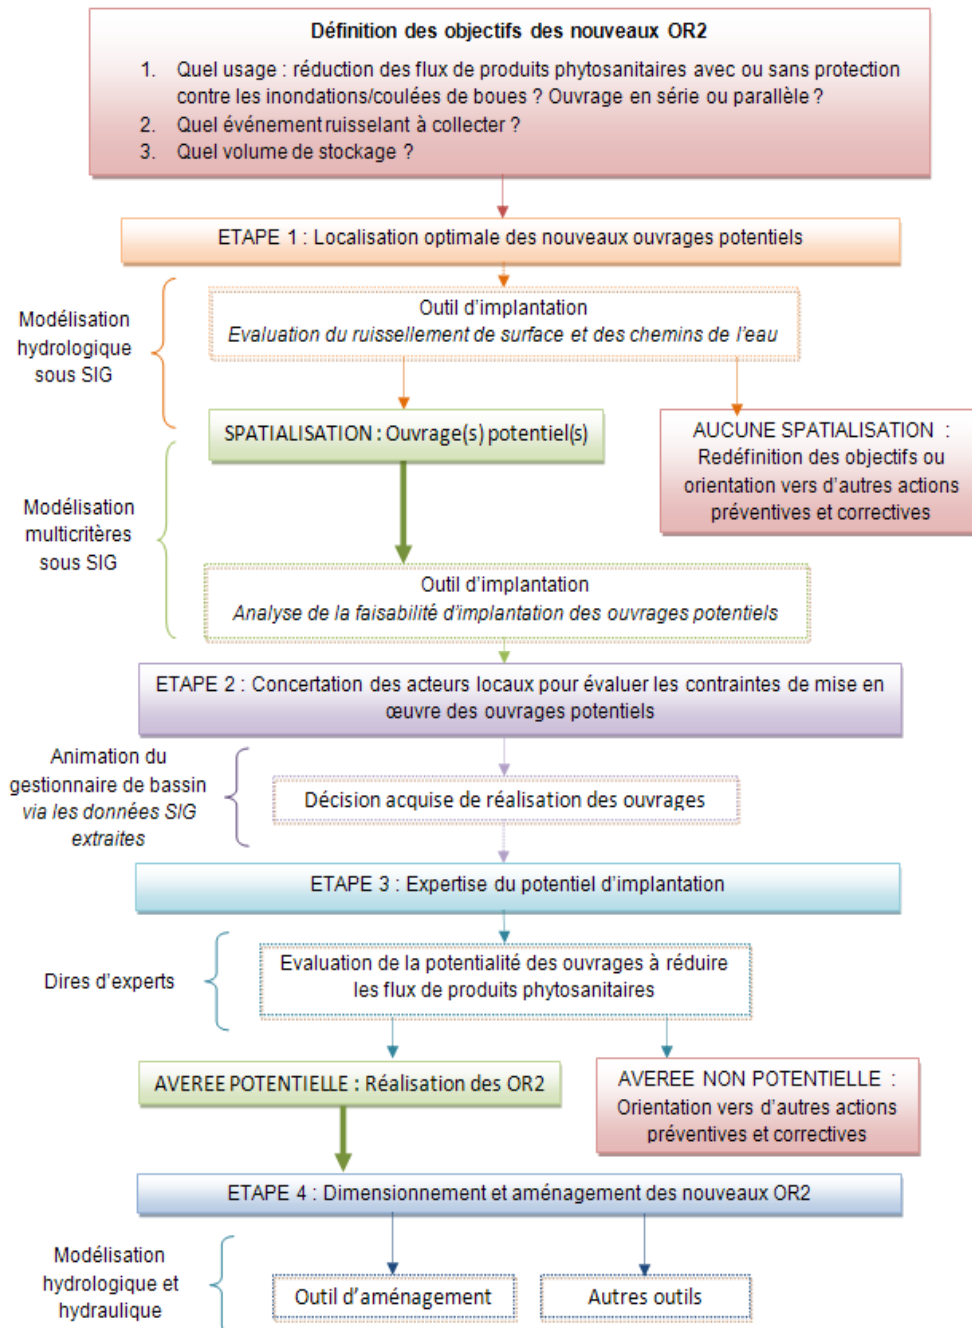 Définition des objectifs des nouveaux OR2
1. Quel usage : réduction des flux de produits phytosanitaires avec ou sans protection
contre les inondations/coulées de boues ? Ouvrage en série ou parallèle ?
2. Quel événement ruisselant à collecter ?
3. Quel volume de stockage ?
ETAPE 1 : Localisation optimale des nouveaux ouvrages potentiels
Modélisation
hydrologique
sous SIG
Outil d'implantation
Evaluation du ruissellement de surface et des chemins de l'eau
SPATIALISATION : Ouvrage(s) potentiel(s)
AUCUNE SPATIALISATION :
Redéfinition des objectifs ou
orientation vers d'autres actions
préventives et correctives
Modélisation
multicritères
sous SIG
Outil d'implantation
Analyse de la faisabilité d'implantation des ouvrages potentiels
ETAPE 2 : Concertation des acteurs locaux pour évaluer les contraintes de mise en
œuvre des ouvrages potentiels
Animation du
gestionnaire de bassin
via les données SIG
extraites
Décision acquise de réalisation des ouvrages
ETAPE 3 : Expertise du potentiel d'implantation
Dires d'experts
Evaluation de la potentialité des ouvrages à réduire
les flux de produits phytosanitaires
AVEREE POTENTIELLE : Réalisation des OR2
AVEREE NON POTENTIELLE :
Orientation vers d'autres actions
préventives et correctives
ETAPE 4 : Dimensionnement et aménagement des nouveaux OR2
Modélisation
hydrologique et
hydraulique
Outil d'aménagement
Autres outils